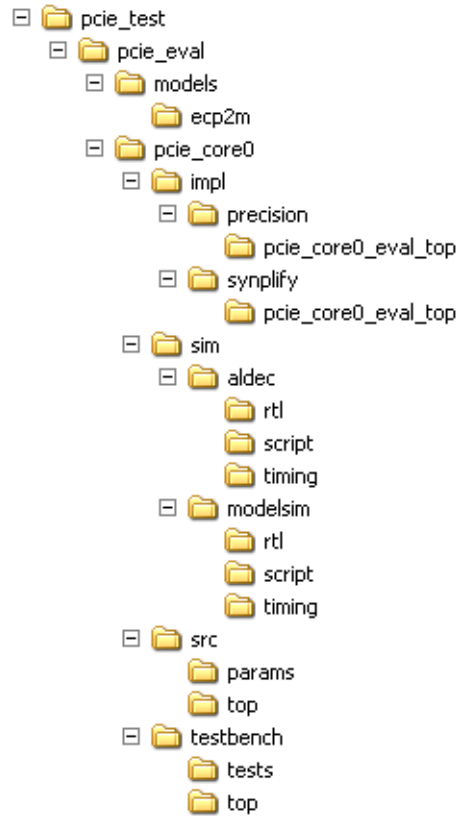 pcie_test
pcie_eval
models
ecp2m
pcie_core0
impl
precision
pcie_core0_eval_top
synplify
pcie_core0_eval_top
sim
aldec
rtl
script
timing
modelsim
rtl
script
timing
src
params
top
testbench
tests
top